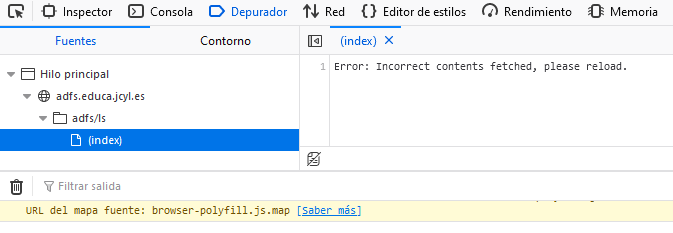 Inspector Consola Depurador Red Editor de estilos Rendimiento Memoria
Fuentes Contorno (index)
1 Error: Incorrect contents fetched, please reload.
Hilo principal
adfs.educa.jcyl.es
adfs/ls
(index)
Filtrar salida
URL del mapa fuente: browser-polyfill.js.map [Saber más]